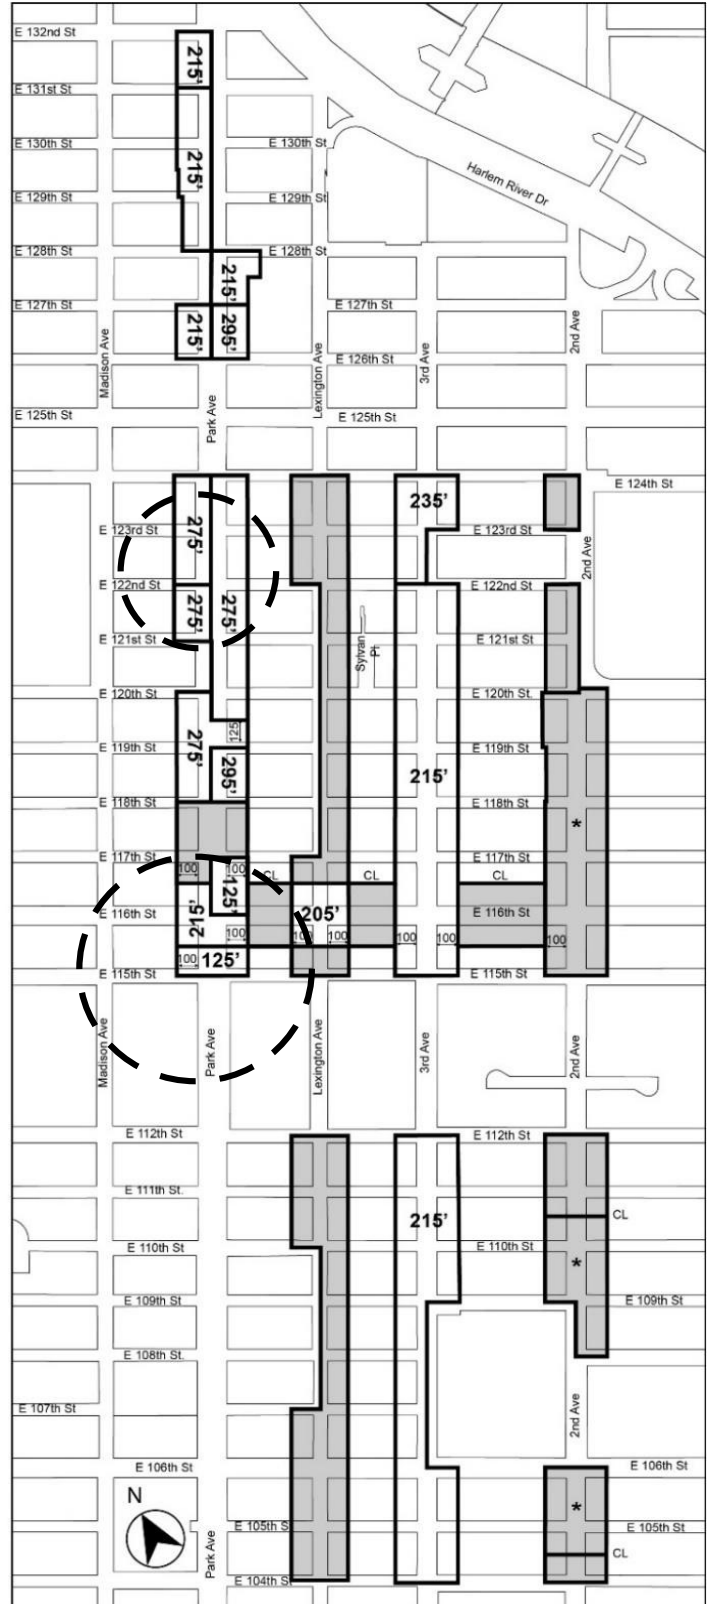 E 132nd St
215'
E 131st St
E 130th St
E 130th St
215'
Harlem River Dr
E 129th St
E 129th St
E 128th St
E 128th St
215'
E 127th St
E 127th St
215'
295'
Madison Ave
Lexington Ave
3rd Ave
2nd Ave
E 126th St
Park Ave
E 125th St
E 125th St
E 124th St
235'
E 123rd St
275'
E 123rd St
2nd Ave
E 122nd St
E 122nd St
275'
275'
E 121st St
E 121st St
Sylvan Pl
E 120th St
E 120th St.
125'
E 119th St
275'
E 119th St
295'
215'
E 118th St
E 118th St
*
E 117th St
E 117th St
100
100
CL
CL
CL
125'
E 116th St
215'
205'
E 116th St
100
100
100
100
100
100
100
125'
E 115th St
E 115th St
Madison Ave
Park Ave
Lexington Ave
3rd Ave
2nd Ave
E 112th St
E 112th St
E 111th St.
CL
215'
E 110th St
E 110th St
*
E 109th St
E 109th St
E 108th St.
E 107th St
2nd Ave
E 106th St
E 106th St
N
*
E 105th St
E 105th St
Park Ave
CL
E 104th St